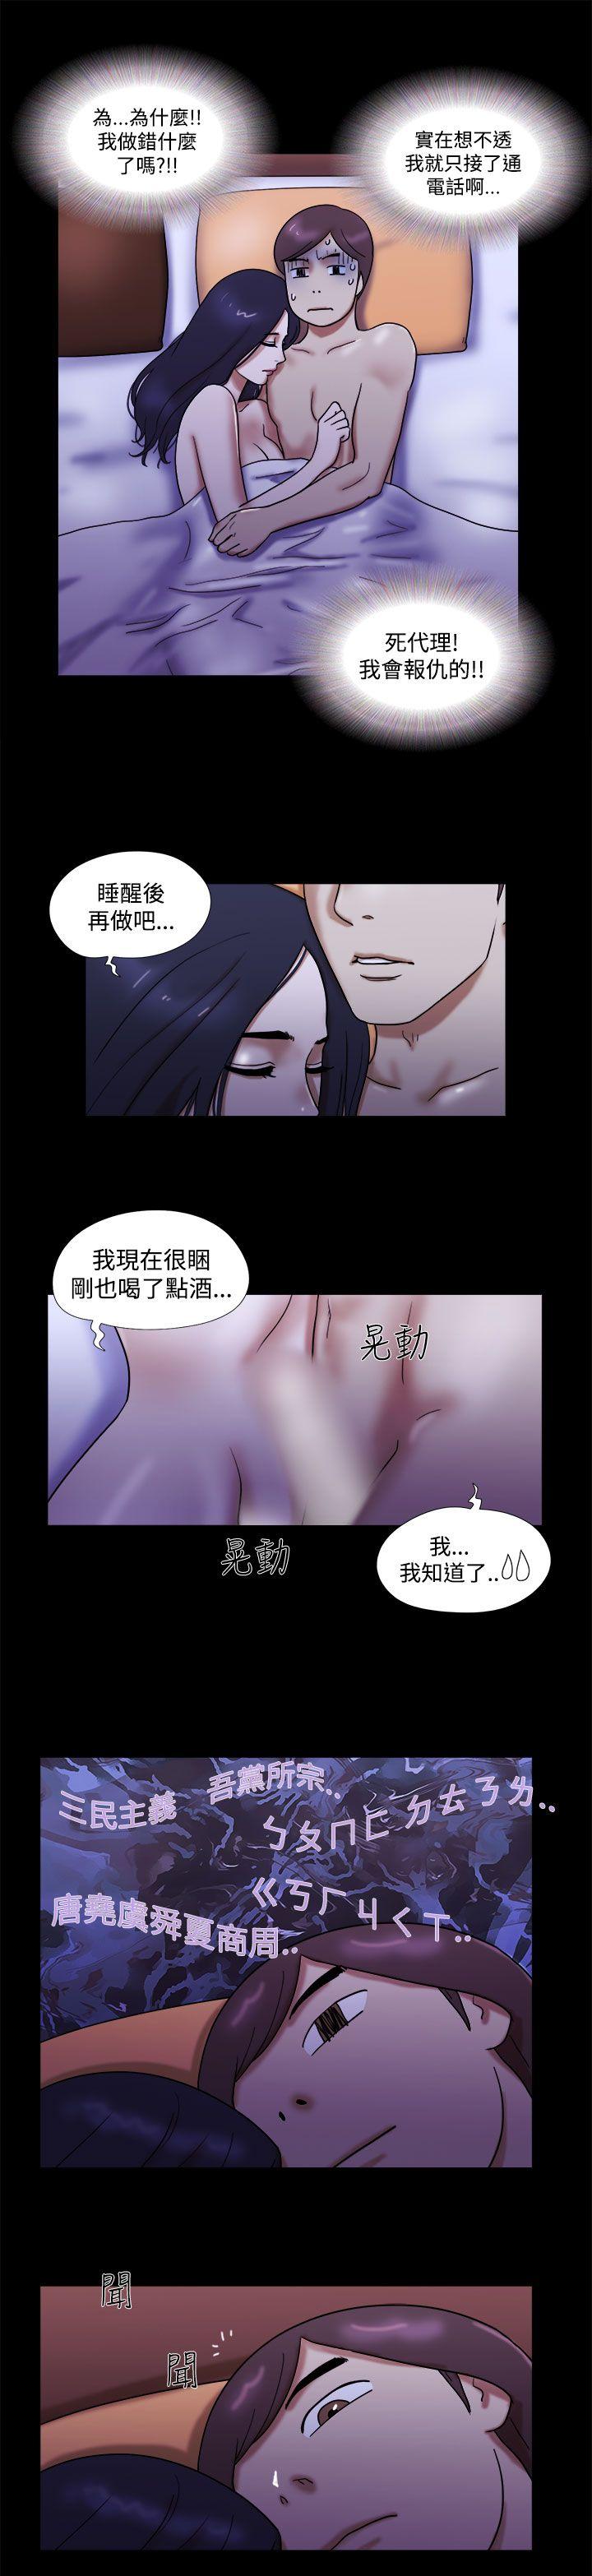 為...為什麼!!
我做錯什麼
了嗎?!!
實在想不透
我就只接了通
電話啊...
死代理!
我會報仇的!!
睡醒後
再做吧...
我現在很睏
剛也喝了點酒...
晃動
晃動
我...
我知道了..
三民主義
吾黨所宗..
ㄅㄆㄇㄈ ㄉㄊㄋㄌ..
ㄍㄎㄏㄐㄑㄒ..
唐堯虞舜夏商周..
聞
聞